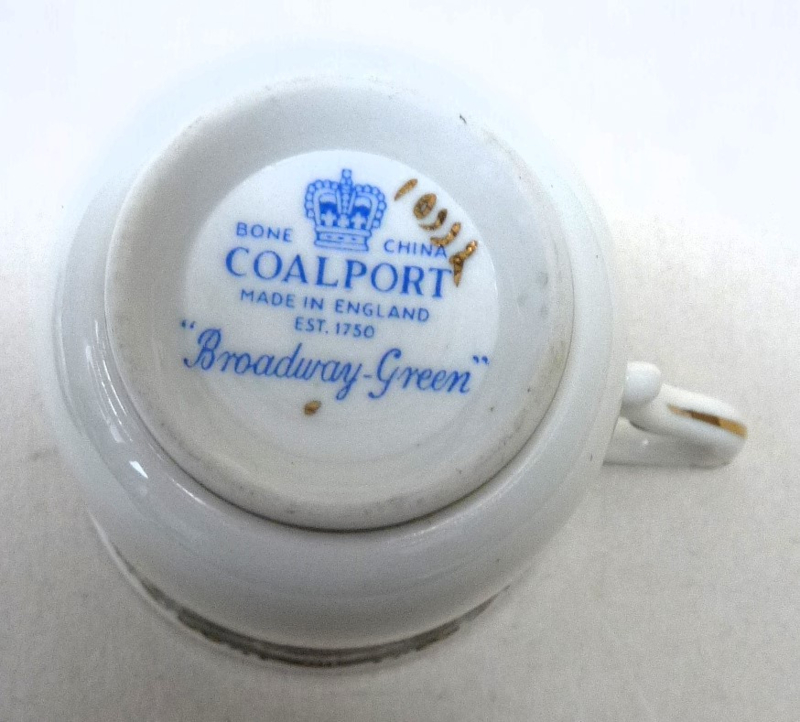 BONE CHINA
COALPORT
MADE IN ENGLAND
EST. 1750
"Broadway-Green"